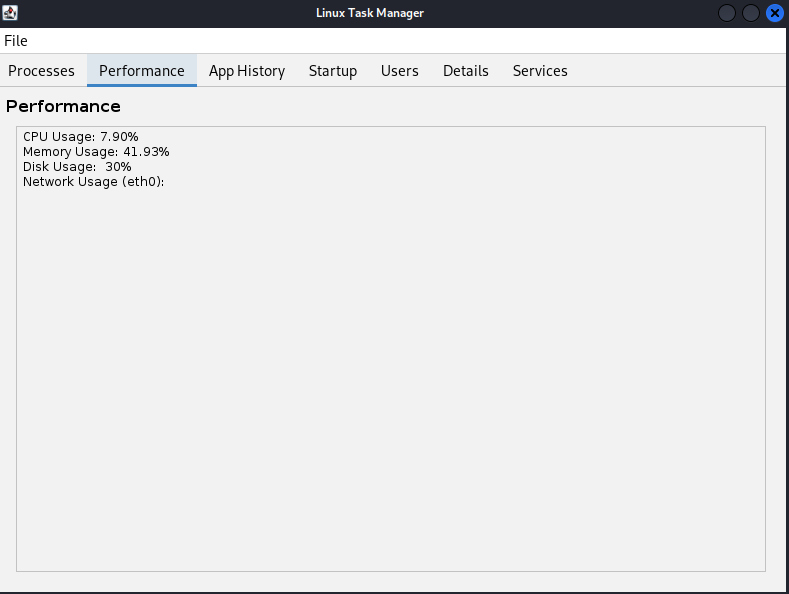 Linux Task Manager
File
Processes Performance App History Startup Users Details Services
Performance
CPU Usage: 7.90%
Memory Usage: 41.93%
Disk Usage:  30%
Network Usage (eth0):